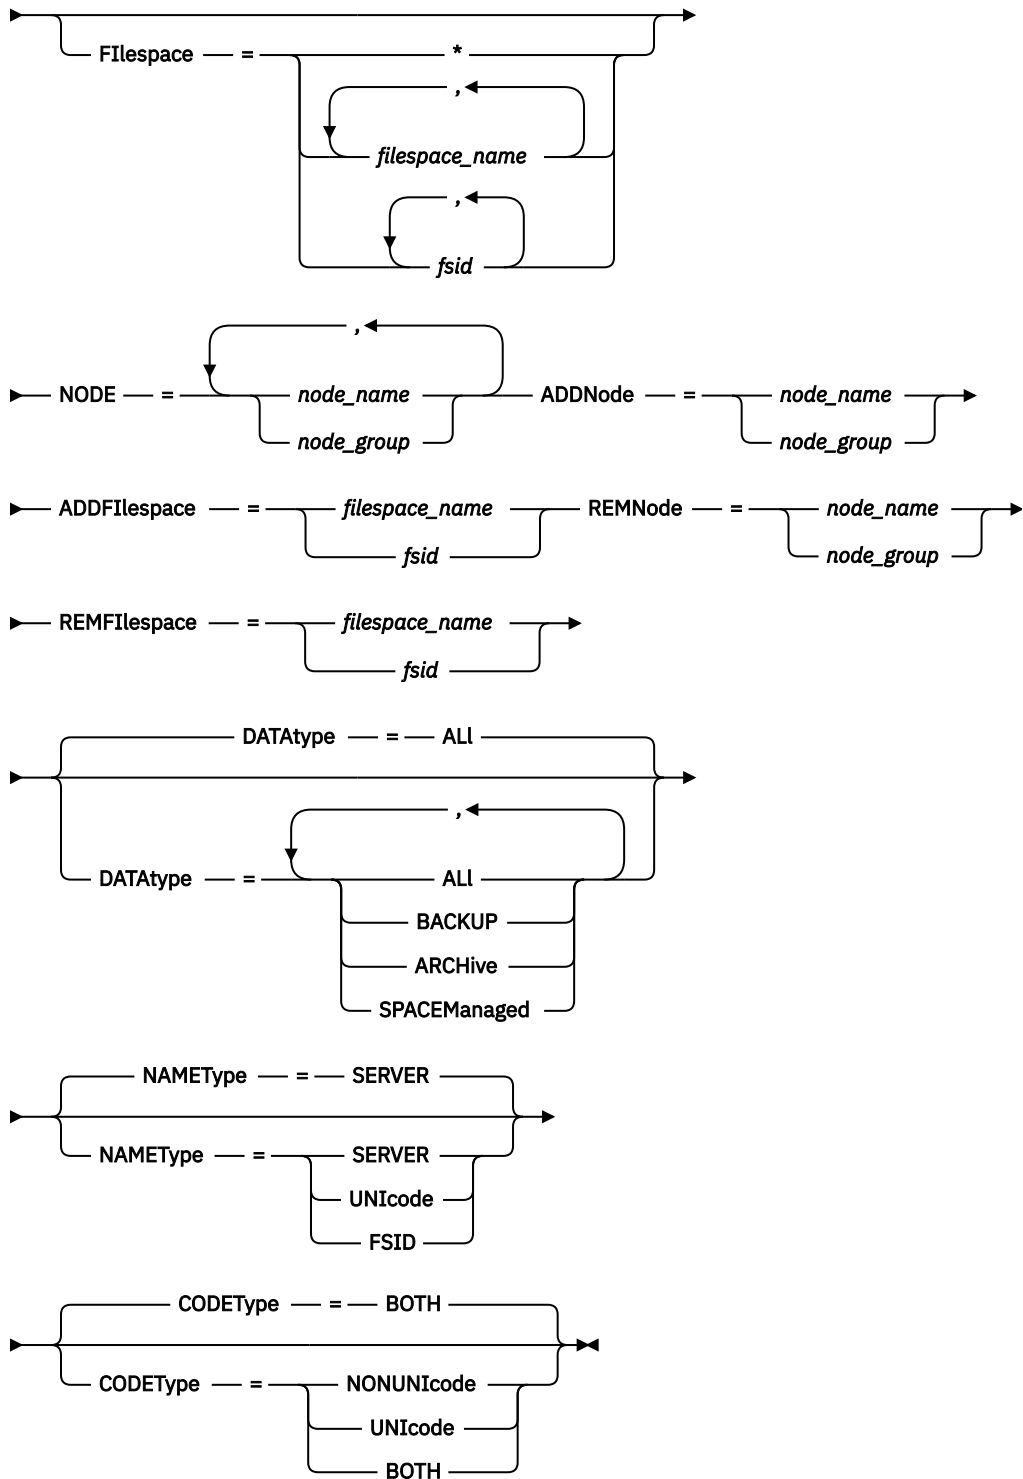 FIlespace = *
,
filespace_name
,
fsid
,
NODE = node_name ADDNode = node_name
node_group node_group
ADDFIlespace = filespace_name REMNode = node_name
fsid node_group
REMFIlespace = filespace_name
fsid
DATAtype = ALl
,
DATAtype = ALl
BACKUP
ARCHive
SPACEManaged
NAMEType = SERVER
NAMEType = SERVER
UNIcode
FSID
CODEType = BOTH
CODEType = NONUNIcode
UNIcode
BOTH